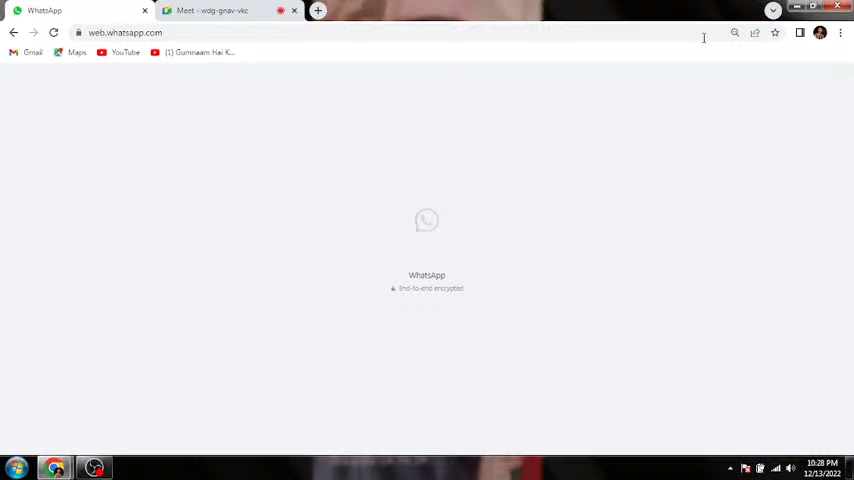 WhatsApp
Meet - wdg-gnav-vkc
web.whatsapp.com
Gmail
Maps
YouTube
(1) Gumnaam Hai K...
WhatsApp
End-to-end encrypted
10:28 PM
12/13/2022